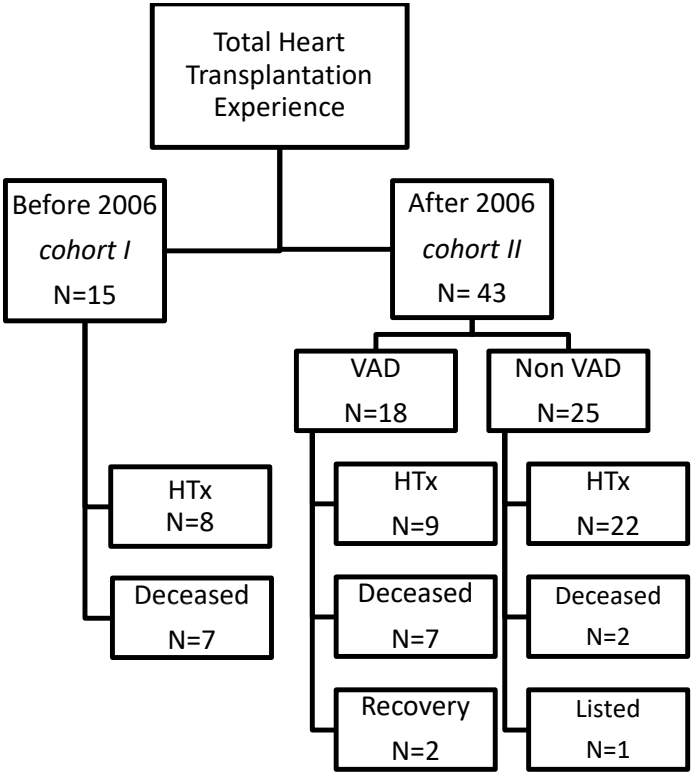 Total Heart
Transplantation
Experience
Before 2006
cohort I
N=15
After 2006
cohort II
N= 43
VAD
N=18
Non VAD
N=25
HTx
N=8
Deceased
N=7
HTx
N=9
Deceased
N=7
Recovery
N=2
HTx
N=22
Deceased
N=2
Listed
N=1